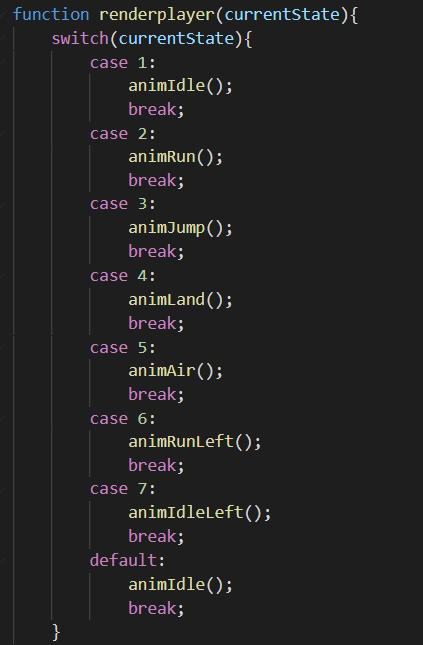 function renderplayer(currentState){
    switch(currentState){
        case 1:
            animIdle();
            break;
        case 2:
            animRun();
            break;
        case 3:
            animJump();
            break;
        case 4:
            animLand();
            break;
        case 5:
            animAir();
            break;
        case 6:
            animRunLeft();
            break;
        case 7:
            animIdleLeft();
            break;
        default:
            animIdle();
            break;
    }